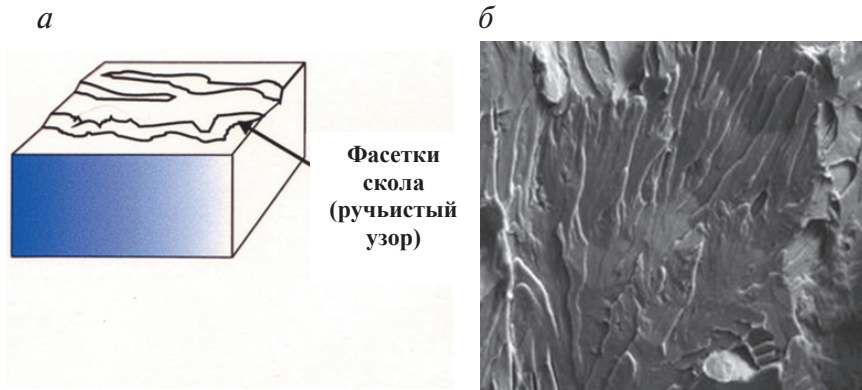 а
б
Фасетки
скола
(ручьистый
узор)